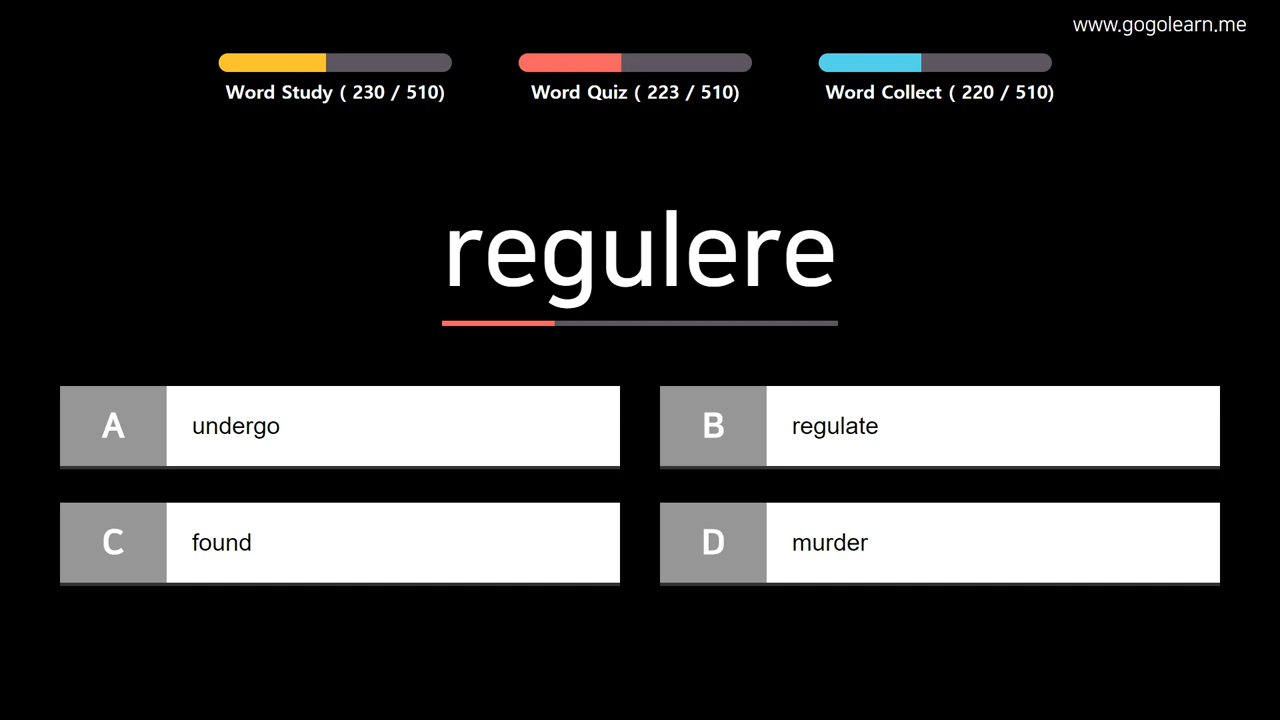 www.gogolearn.me
Word Study ( 230 / 510)
Word Quiz ( 223 / 510)
Word Collect ( 220 / 510)
regulere
A undergo
B regulate
C found
D murder